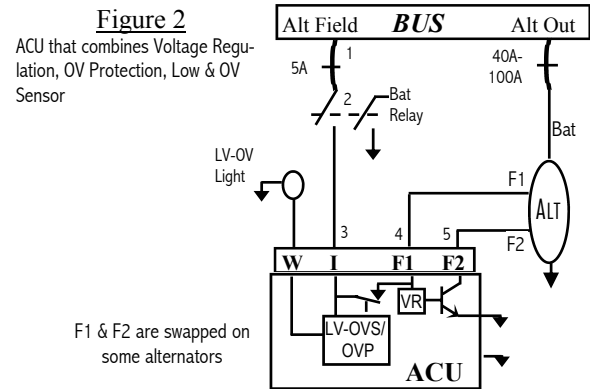 Figure 2
ACU that combines Voltage Regu-
lation, OV Protection, Low & OV
Sensor
Alt Field BUS Alt Out
1
5A
40A-
100A
2
Bat
Relay
Bat
LV-OV
Light
F1
ALT
3 4 5
F2
W I F1 F2
VR
LV-OVS/
OVP
ACU
F1 & F2 are swapped on
some alternators